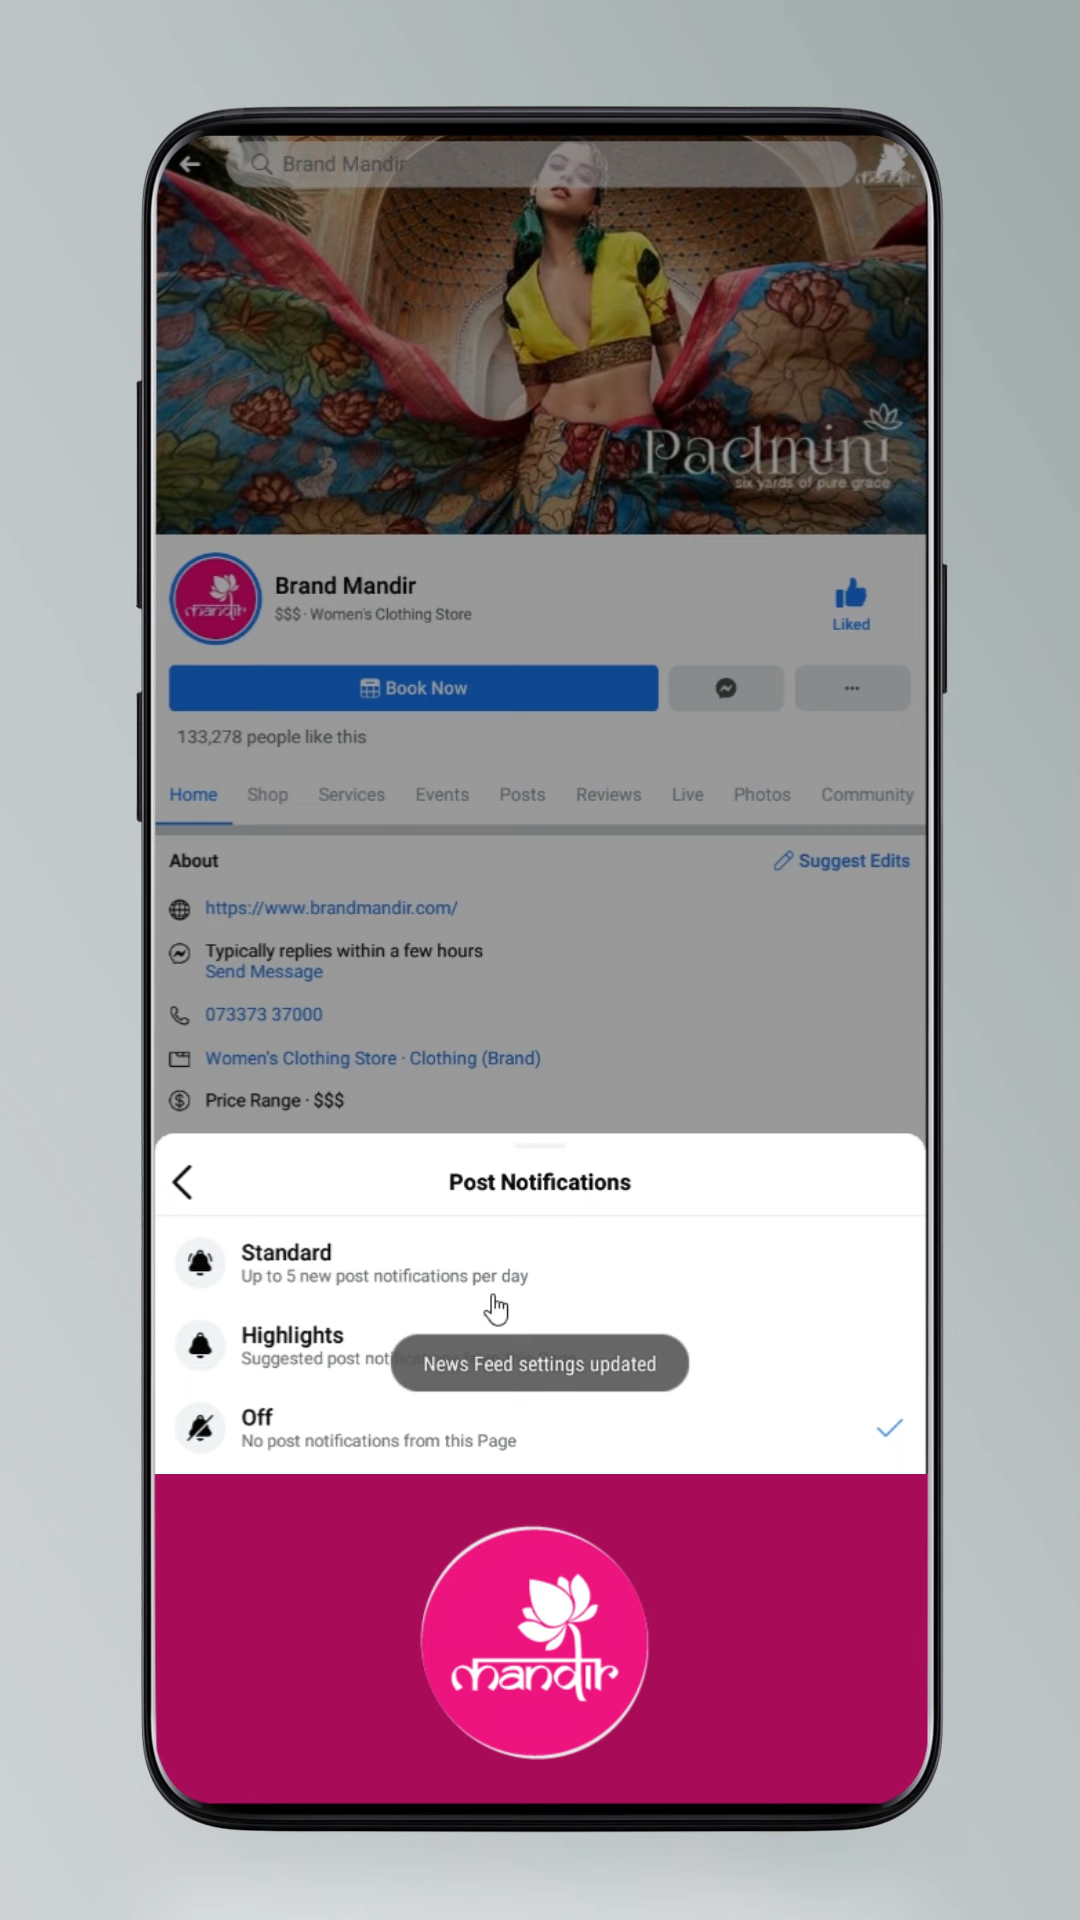 Brand Mandir
mandir
Padmini
six yards of pure grace
mandir
Brand Mandir
$$$ · Women's Clothing Store
Liked
Book Now
133,278 people like this
Home Shop Services Events Posts Reviews Live Photos Community
About
Suggest Edits
https://www.brandmandir.com/
Typically replies within a few hours
Send Message
073373 37000
Women's Clothing Store · Clothing (Brand)
Price Range · $$$
Post Notifications
Standard
Up to 5 new post notifications per day
Highlights
Suggested post
News Feed settings updated
Off
No post notifications from this Page
mandir